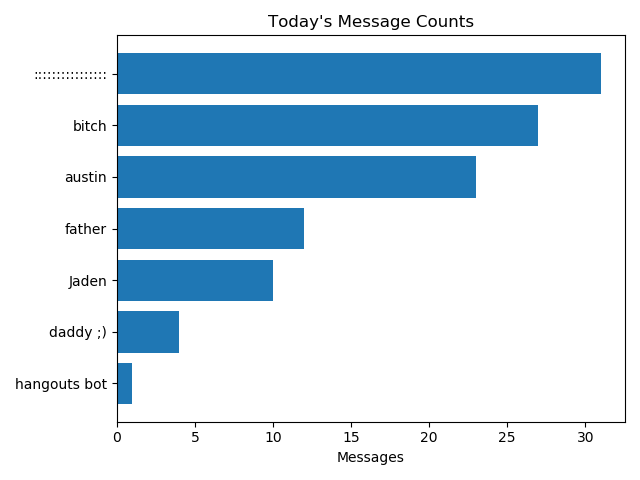 Today's Message Counts
::::::::::::::::
bitch
austin
father
Jaden
daddy ;)
hangouts bot
0 5 10 15 20 25 30
Messages